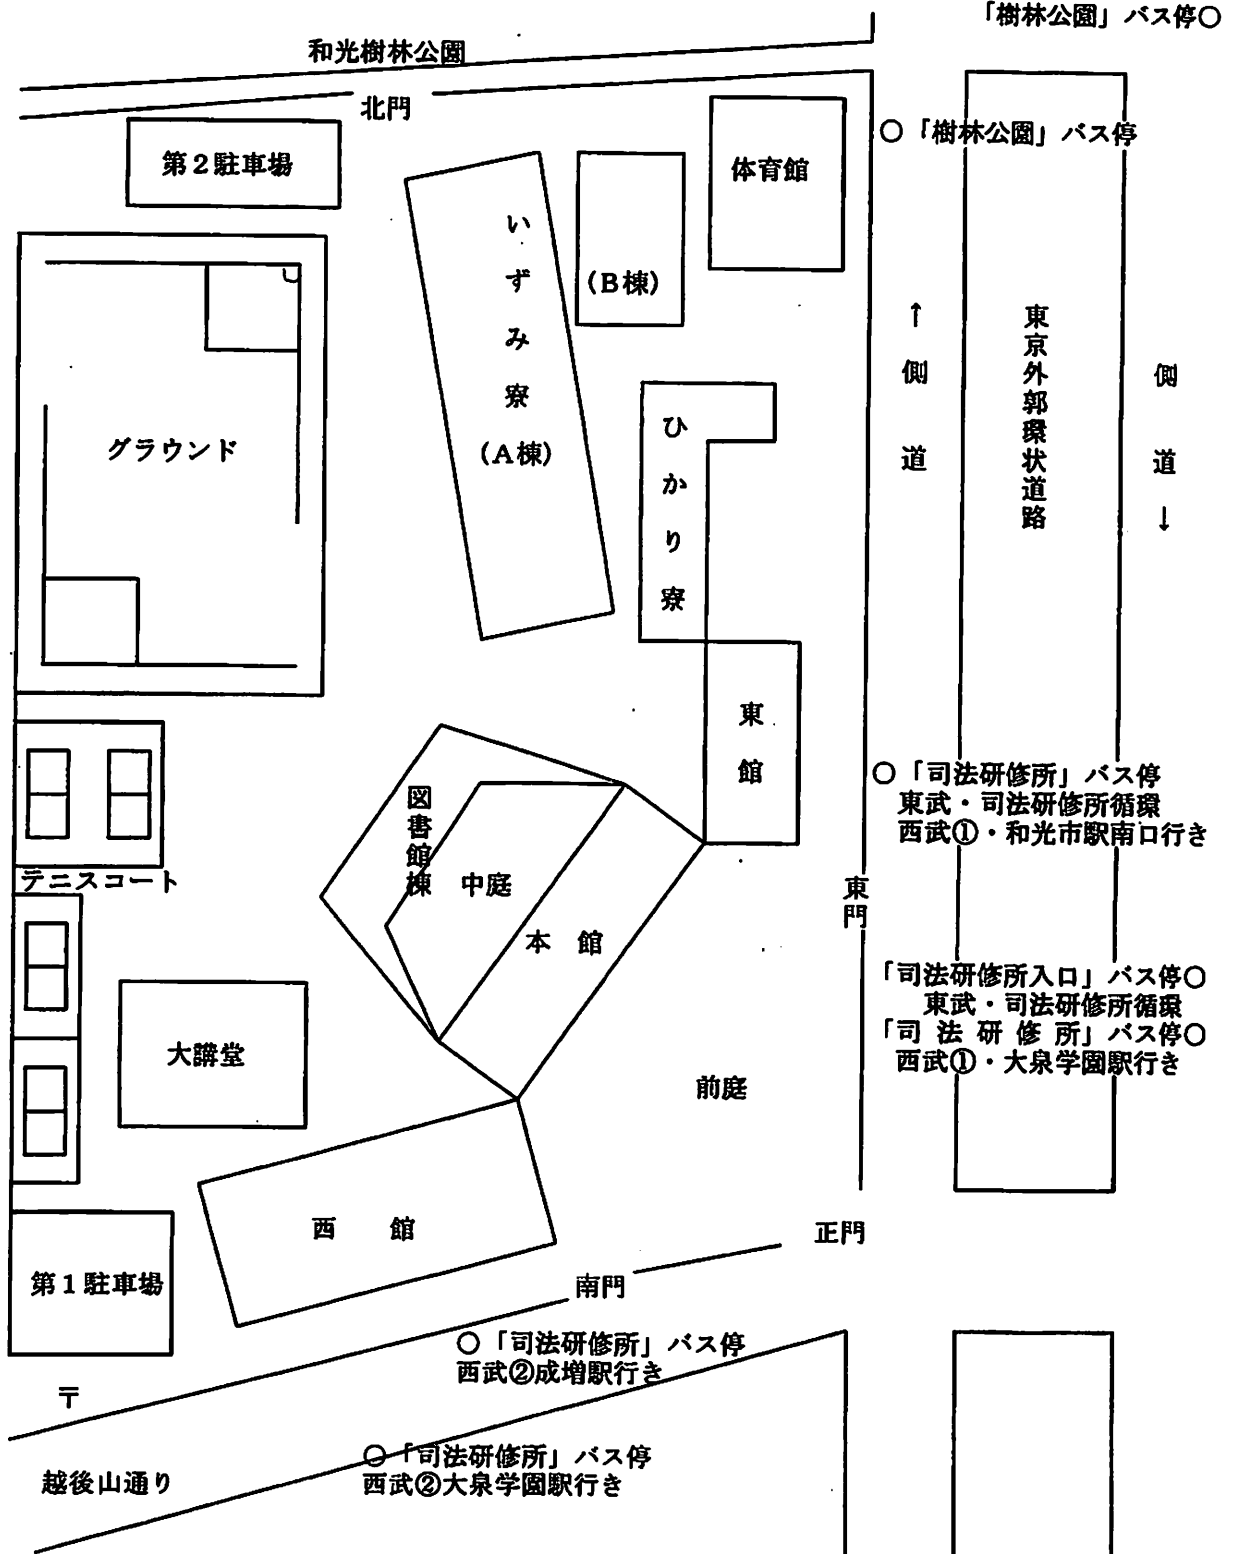 「樹林公園」バス停○
和光樹林公園
北門
○「樹林公園」バス停
第２駐車場
体育館
いずみ寮
(A棟)
(B棟)
グラウンド
ひかり寮
↑側道
東京外郭環状道路
側道↓
東館
○「司法研修所」バス停
東武・司法研修所循環
西武①・和光市駅南口行き
図書館棟
中庭
本館
テニスコート
東門
「司法研修所入口」バス停○
東武・司法研修所循環
「司法研修所」バス停○
西武①・大泉学園駅行き
大講堂
前庭
西館
正門
第１駐車場
南門
○「司法研修所」バス停
西武②成増駅行き
〒
○「司法研修所」バス停
西武②大泉学園駅行き
越後山通り